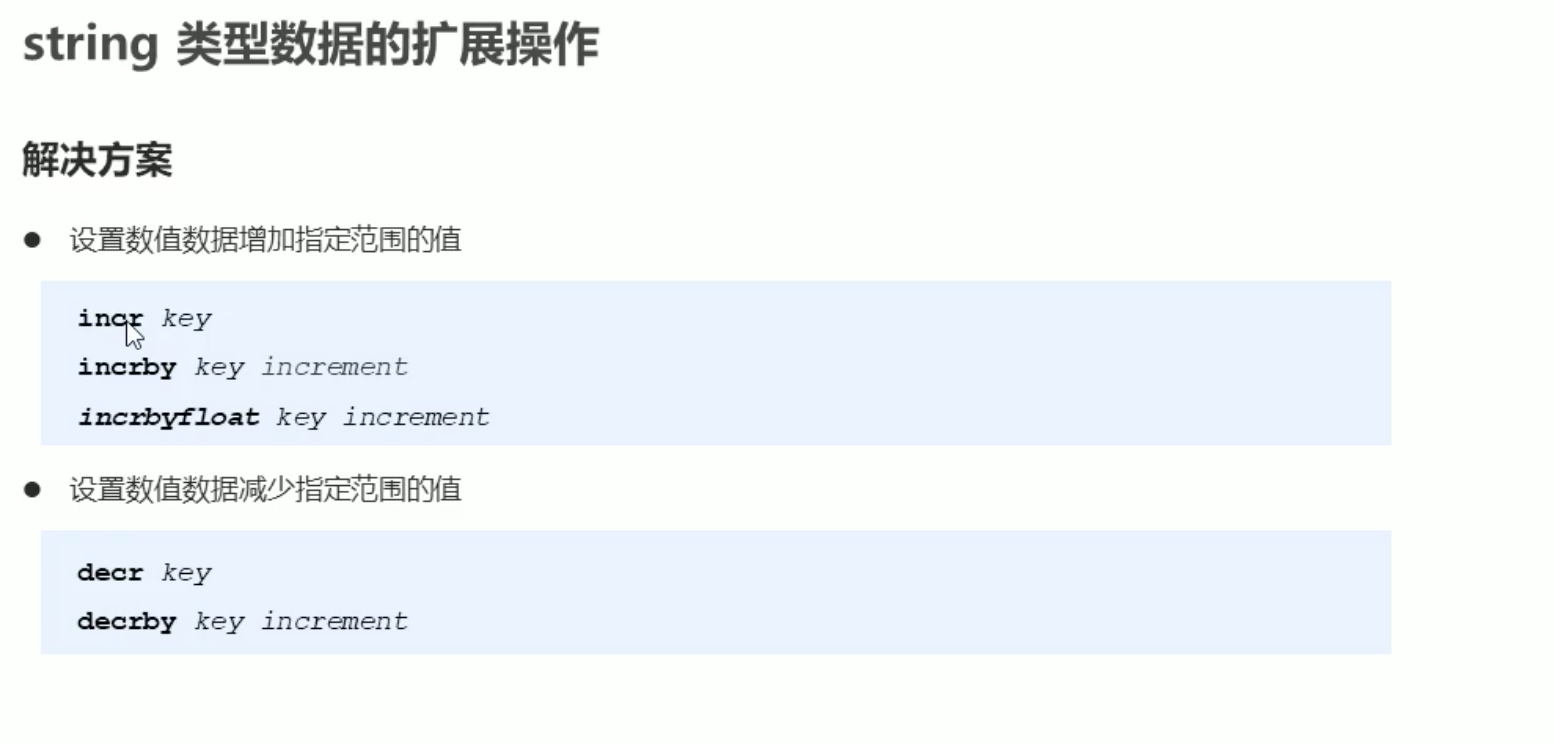 string 类型数据的扩展操作
解决方案
● 设置数值数据增加指定范围的值
incr key
incrby key increment
incrbyfloat key increment
● 设置数值数据减少指定范围的值
decr key
decrby key increment